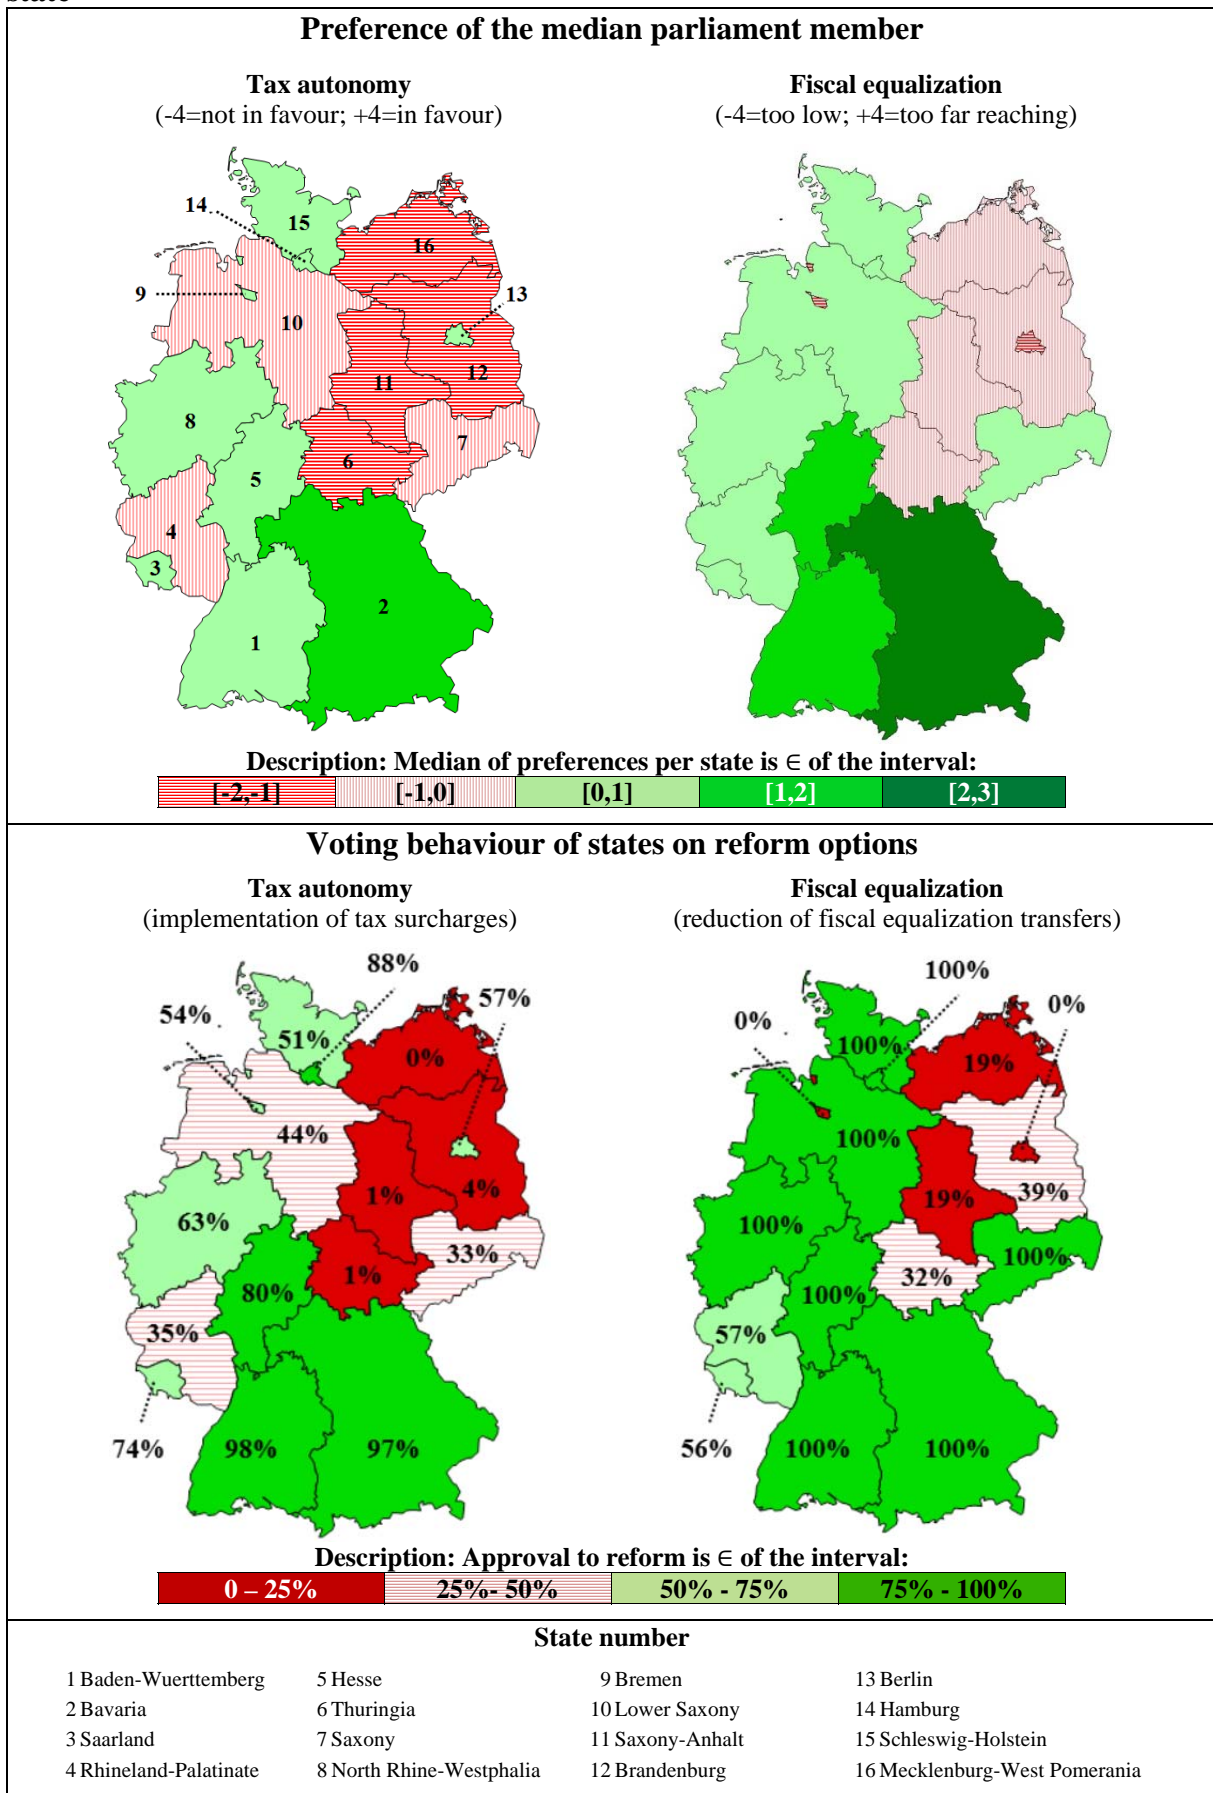 state
Preference of the median parliament member
Tax autonomy
(-4=not in favour; +4=in favour)
Fiscal equalization
(-4=too low; +4=too far reaching)
14
15
16
9
10
13
12
11
8
7
6
5
4
3
2
1
Description: Median of preferences per state is ∈ of the interval:
[-2,-1] [-1,0] [0,1] [1,2] [2,3]
Voting behaviour of states on reform options
Tax autonomy
(implementation of tax surcharges)
Fiscal equalization
(reduction of fiscal equalization transfers)
88%
57%
54%
51%
0%
44%
1%
4%
63%
33%
1%
80%
35%
74%
98%
97%
100%
0%
0%
100%
19%
100%
19%
39%
100%
100%
32%
100%
57%
56%
100%
100%
Description: Approval to reform is ∈ of the interval:
0 – 25% 25%- 50% 50% - 75% 75% - 100%
State number
1 Baden-Wuerttemberg 5 Hesse 9 Bremen 13 Berlin
2 Bavaria 6 Thuringia 10 Lower Saxony 14 Hamburg
3 Saarland 7 Saxony 11 Saxony-Anhalt 15 Schleswig-Holstein
4 Rhineland-Palatinate 8 North Rhine-Westphalia 12 Brandenburg 16 Mecklenburg-West Pomerania